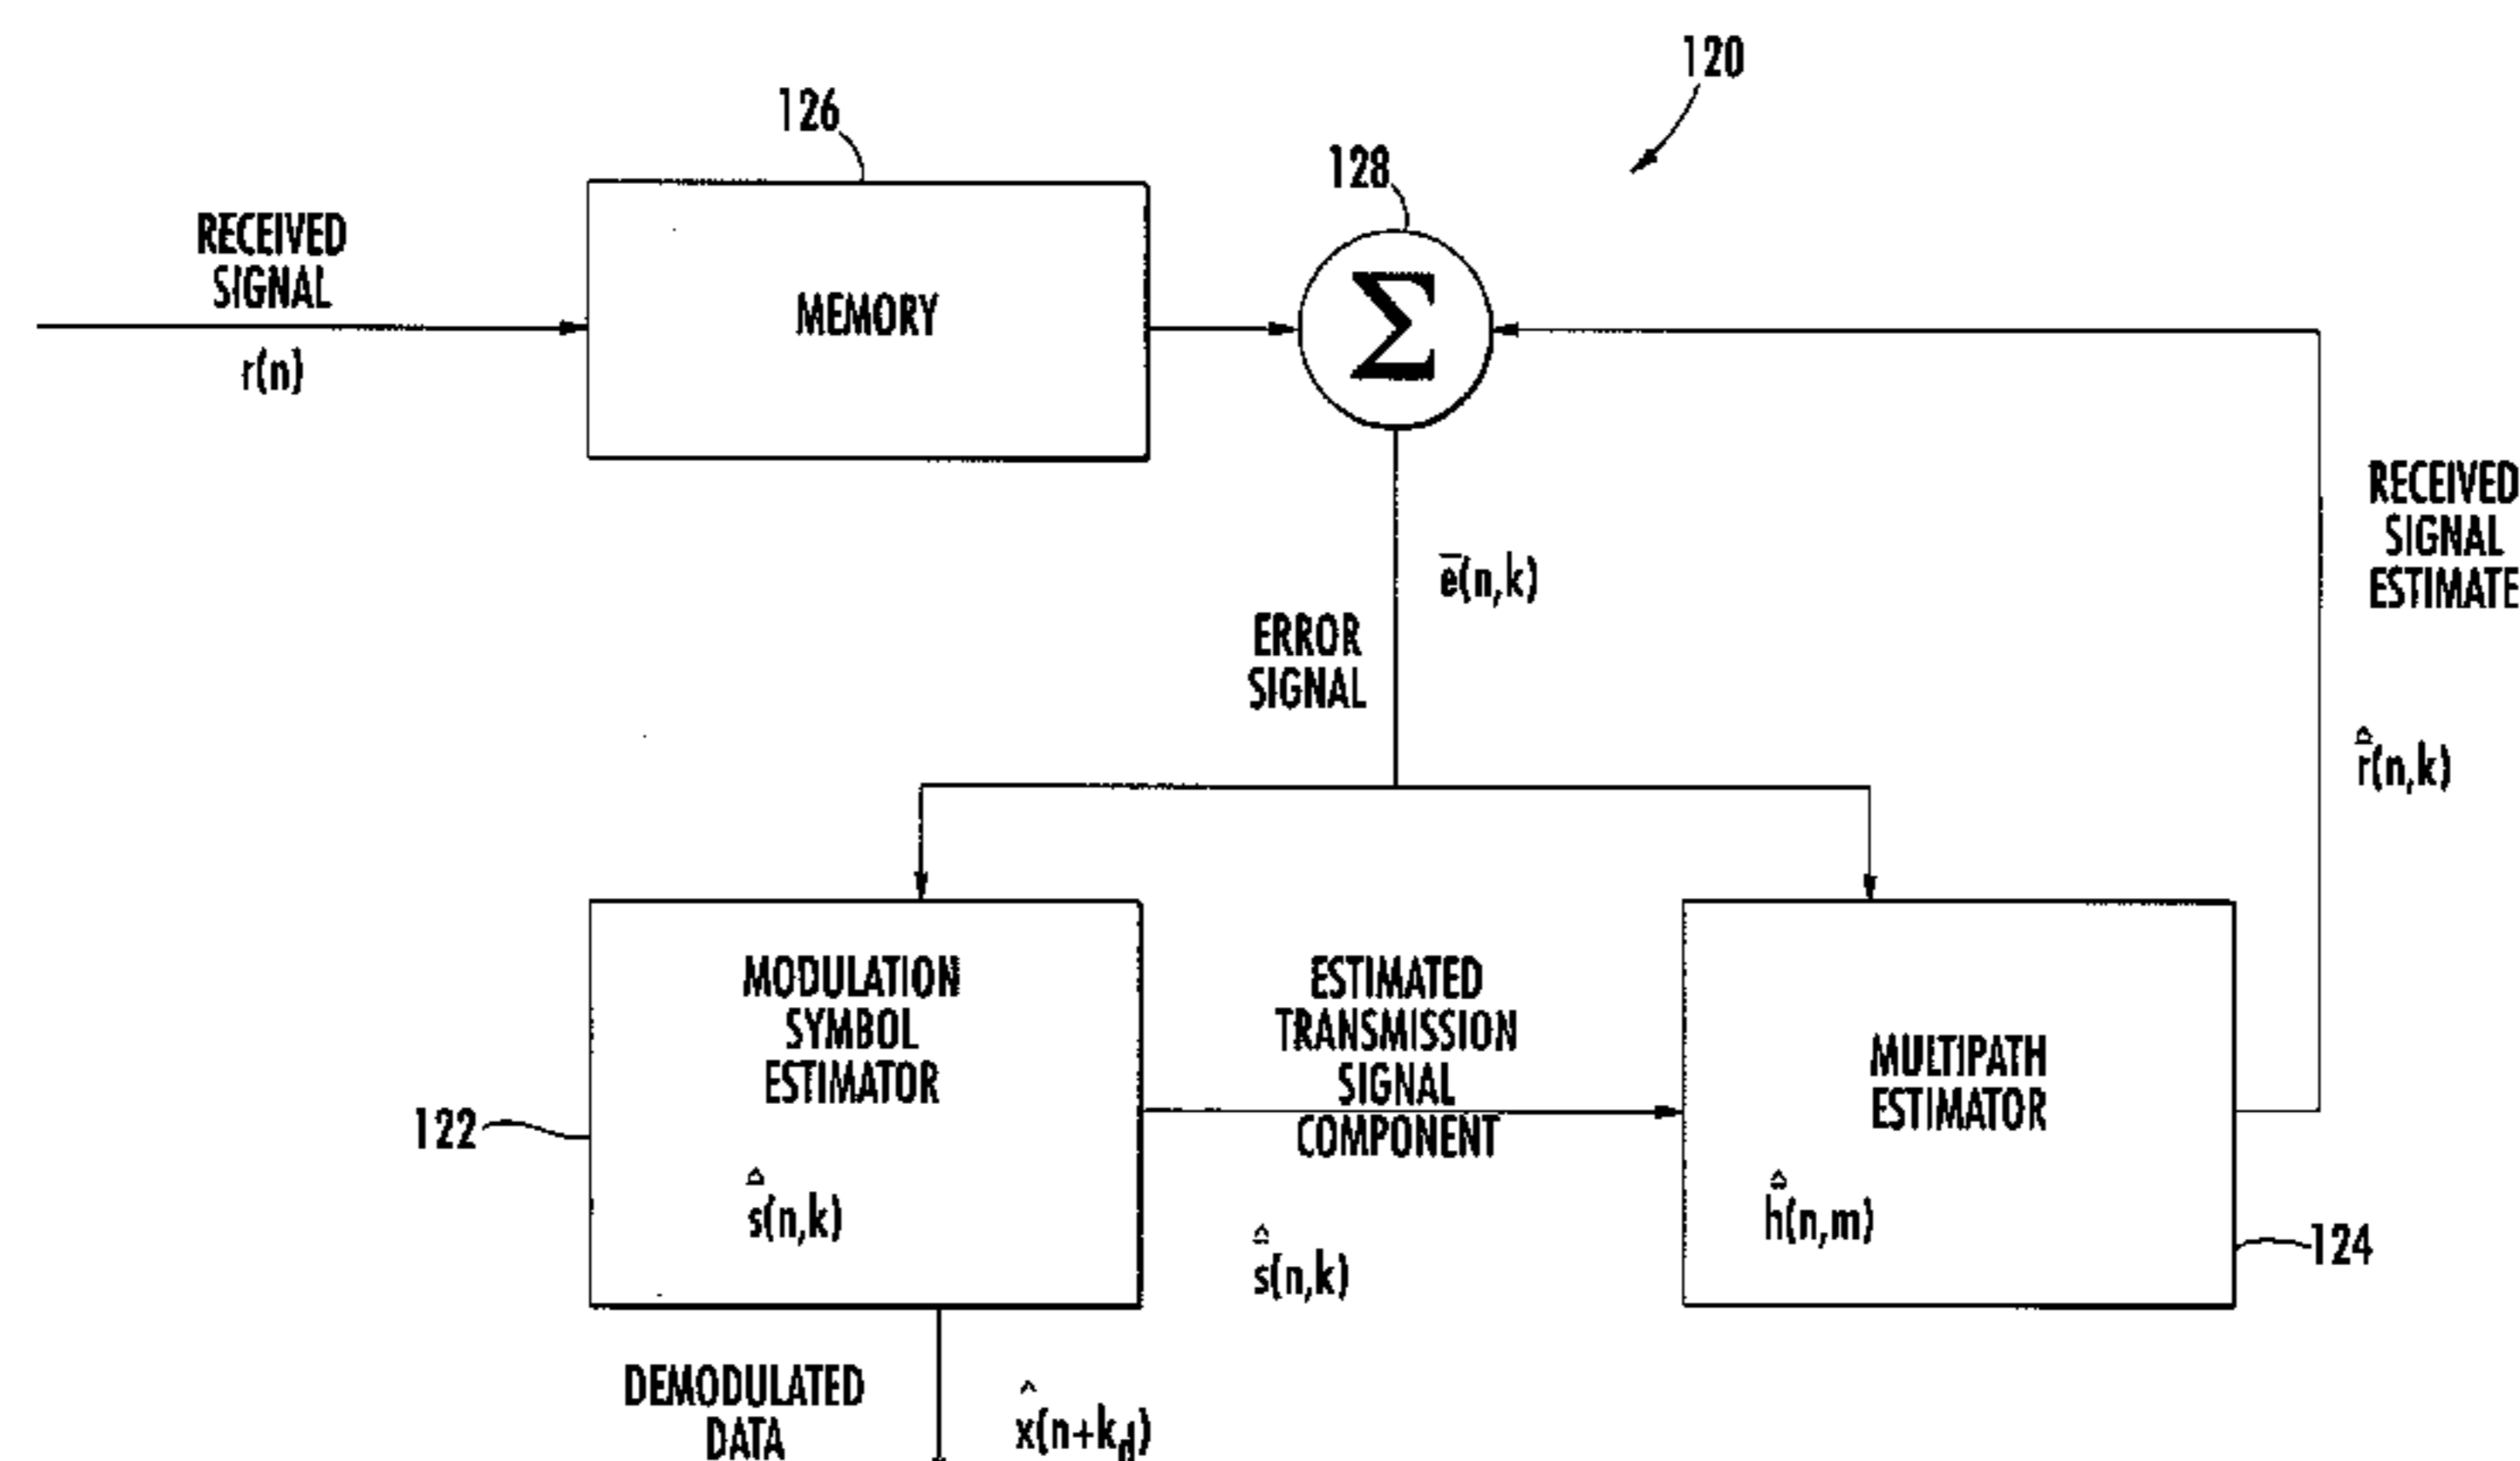 120
126
128
RECEIVED
SIGNAL
r(n)
MEMORY
Σ
RECEIVED
SIGNAL
ESTIMATE
e̅(n,k)
ERROR
SIGNAL
r̂̅(n,k)
MODULATION
SYMBOL
ESTIMATOR
ŝ̅(n,k)
122
ESTIMATED
TRANSMISSION
SIGNAL
COMPONENT
ŝ̅(n,k)
MULTIPATH
ESTIMATOR
ĥ̅(n,m)
124
DEMODULATED
DATA
x̂(n+k_d)